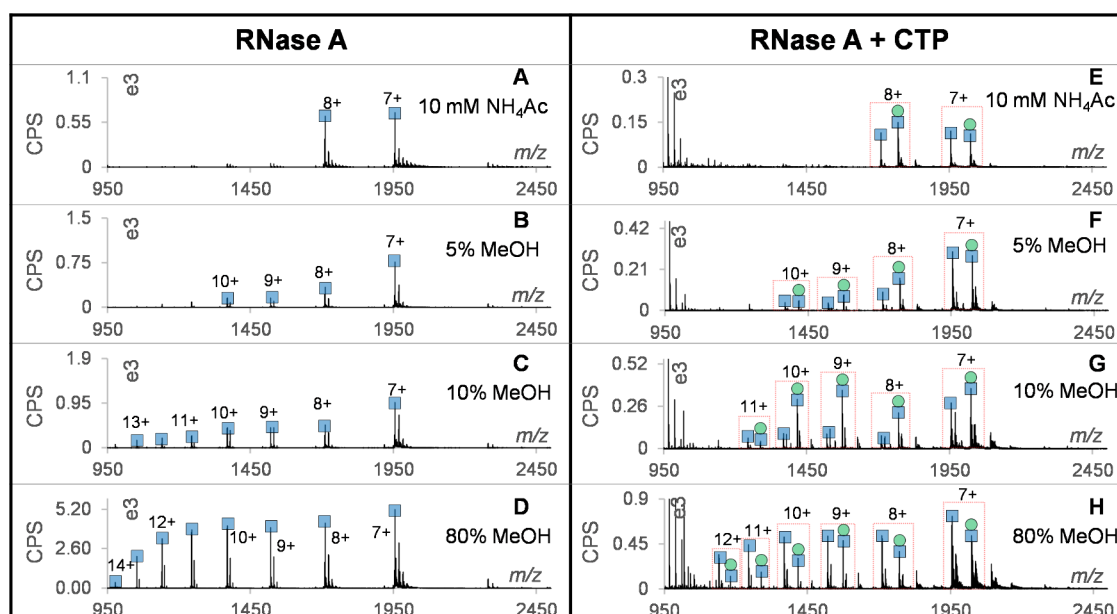 RNase A
RNase A + CTP
A
10 mM NH₄Ac
1.1
0.55
0
CPS
e3
8+
7+
m/z
950
1450
1950
2450
B
5% MeOH
1.5
0.75
0
CPS
e3
10+
9+
8+
7+
950
1450
1950
2450
C
10% MeOH
1.9
0.95
0
CPS
e3
13+
11+
10+
9+
8+
7+
m/z
950
1450
1950
2450
D
80% MeOH
5.20
2.60
0.00
CPS
e3
14+
12+
10+
9+
8+
7+
950
1450
1950
2450
E
10 mM NH₄Ac
0.3
0.15
0
CPS
e3
8+
7+
m/z
950
1450
1950
2450
F
5% MeOH
0.42
0.21
0
CPS
e3
10+
9+
8+
7+
950
1450
1950
2450
G
10% MeOH
0.52
0.26
0
CPS
e3
11+
10+
9+
8+
7+
m/z
950
1450
1950
2450
H
80% MeOH
0.9
0.45
0
CPS
e3
12+
11+
10+
9+
8+
7+
950
1450
1950
2450